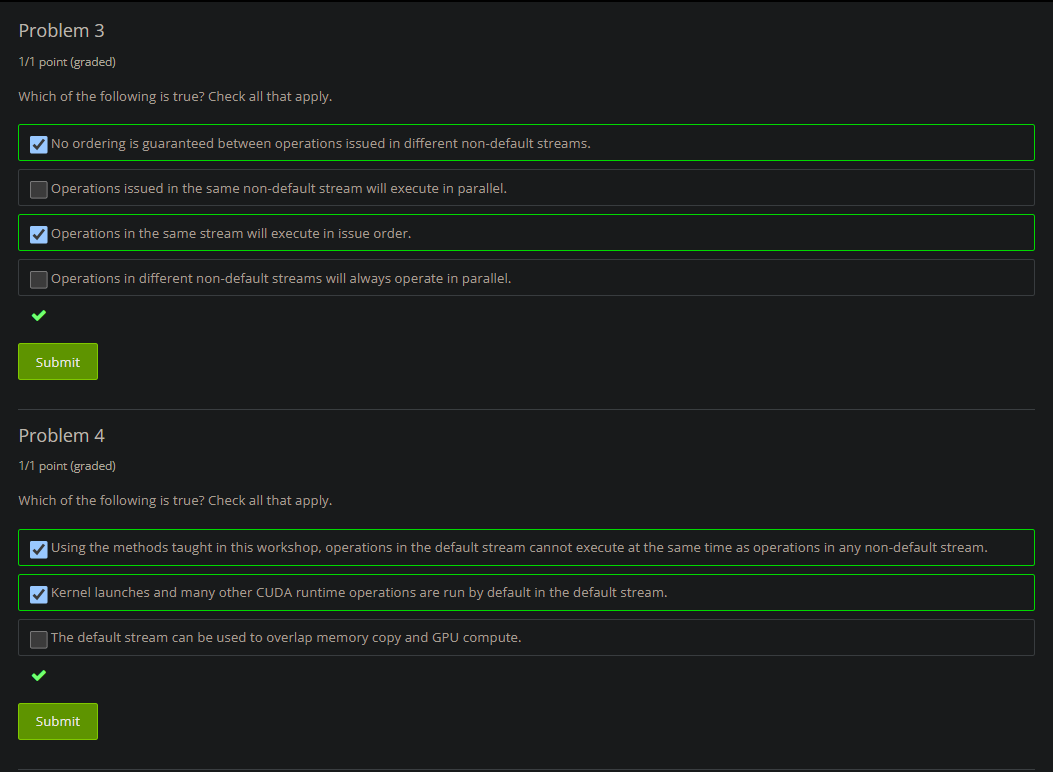 Problem 3
1/1 point (graded)
Which of the following is true? Check all that apply.
No ordering is guaranteed between operations issued in different non-default streams.
Operations issued in the same non-default stream will execute in parallel.
Operations in the same stream will execute in issue order.
Operations in different non-default streams will always operate in parallel.
Submit
Problem 4
1/1 point (graded)
Which of the following is true? Check all that apply.
Using the methods taught in this workshop, operations in the default stream cannot execute at the same time as operations in any non-default stream.
Kernel launches and many other CUDA runtime operations are run by default in the default stream.
The default stream can be used to overlap memory copy and GPU compute.
Submit